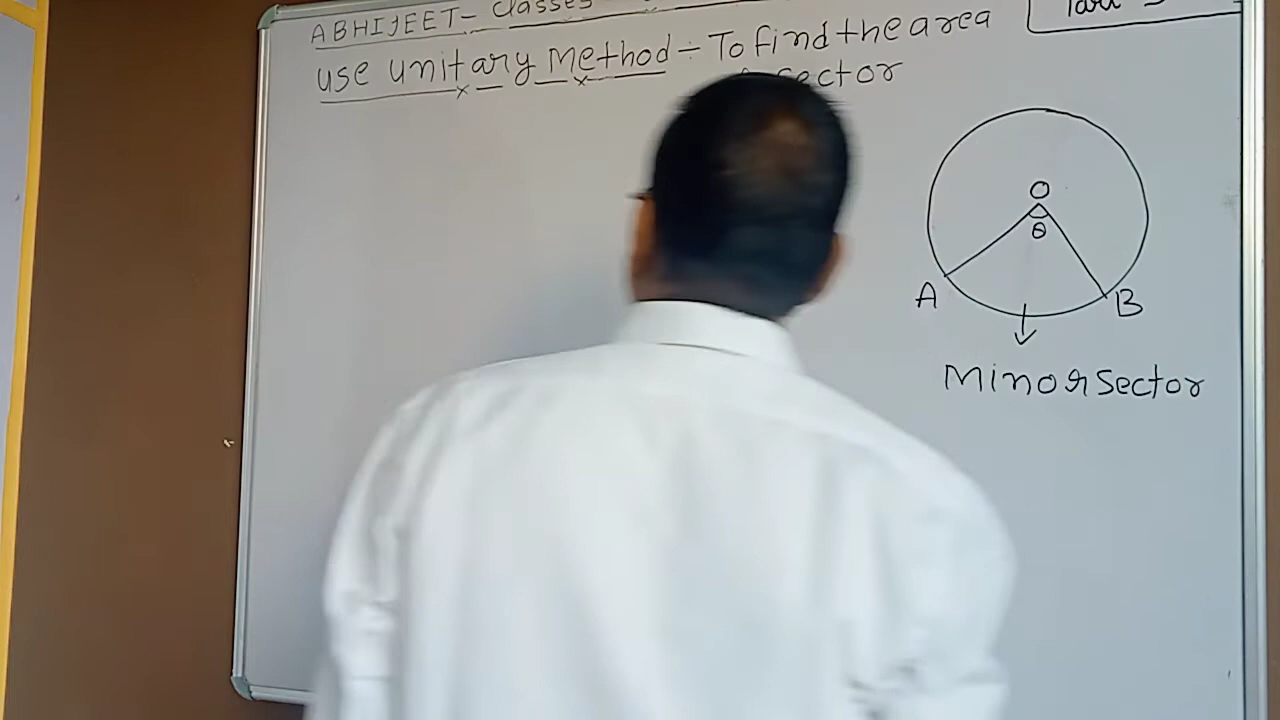 ABHIJEET- Classes
use unitary Method ÷ To find the area
Sector
O
θ
A
B
Minor Sector